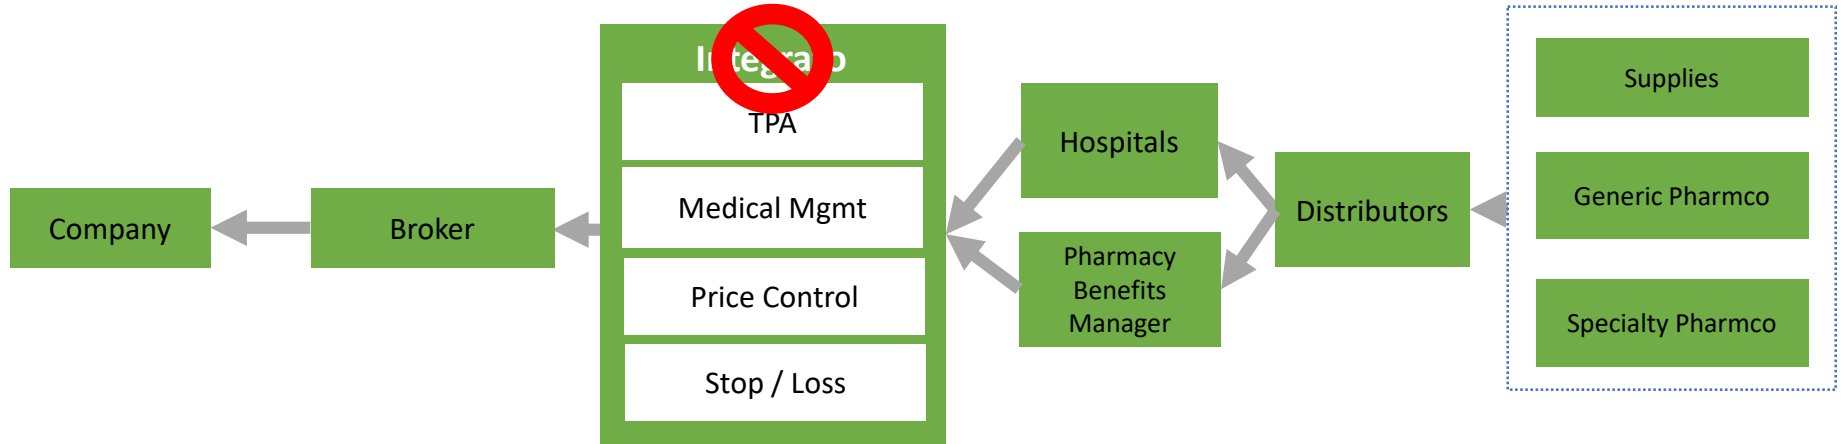 Company
Broker
TPA
Medical Mgmt
Price Control
Stop / Loss
Hospitals
Pharmacy
Benefits
Manager
Distributors
Supplies
Generic Pharmco
Specialty Pharmco